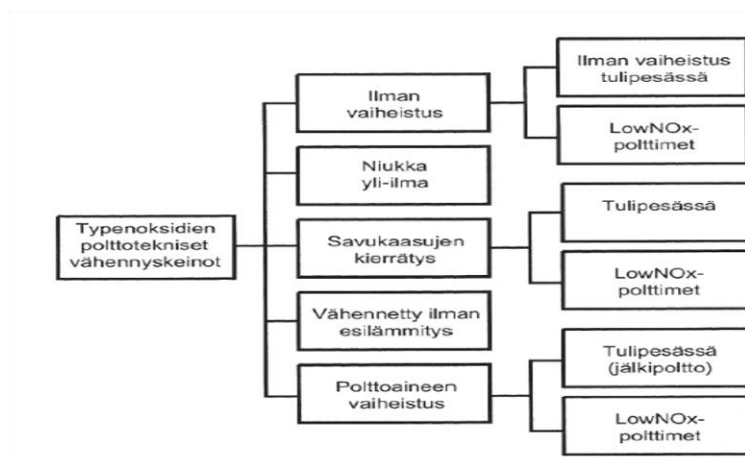 Typenoksidien
polttotekniset
vähennyskeinot
Ilman
vaiheistus
Ilman vaiheistus
tulipesässä
LowNOx-
polttimet
Niukka
yli-ilma
Savukaasujen
kierrätys
Tulipesässä
LowNOx-
polttimet
Vähennetty ilman
esilämmitys
Polttoaineen
vaiheistus
Tulipesässä
(jälkipoltto)
LowNOx-
polttimet